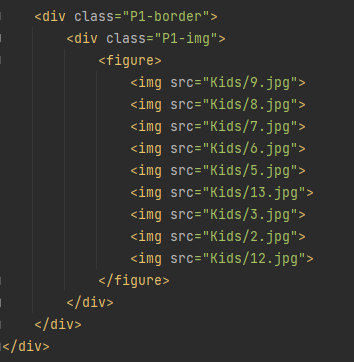 <div class="P1-border">
<div class="P1-img">
<figure>
<img src="Kids/9.jpg">
<img src="Kids/8.jpg">
<img src="Kids/7.jpg">
<img src="Kids/6.jpg">
<img src="Kids/5.jpg">
<img src="Kids/13.jpg">
<img src="Kids/3.jpg">
<img src="Kids/2.jpg">
<img src="Kids/12.jpg">
</figure>
</div>
</div>
</div>